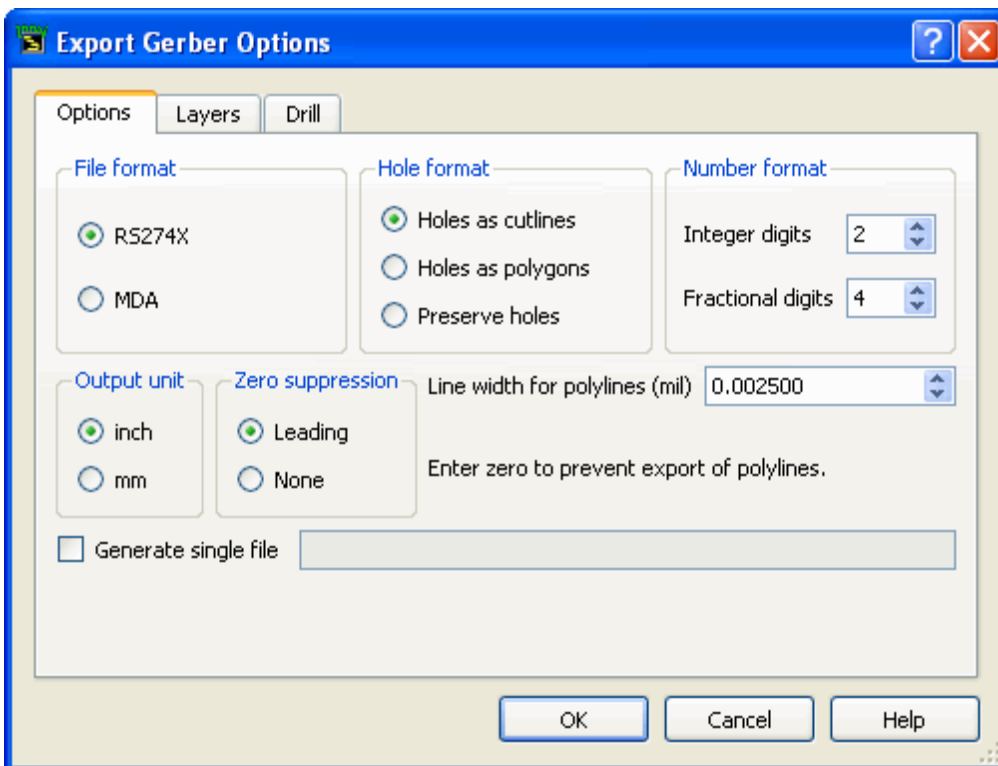 Export Gerber Options
Options Layers Drill
File format
RS274X
MDA
Hole format
Holes as cutlines
Holes as polygons
Preserve holes
Number format
Integer digits 2
Fractional digits 4
Output unit
inch
mm
Zero suppression
Leading
None
Line width for polylines (mil) 0.002500
Enter zero to prevent export of polylines.
Generate single file
OK Cancel Help